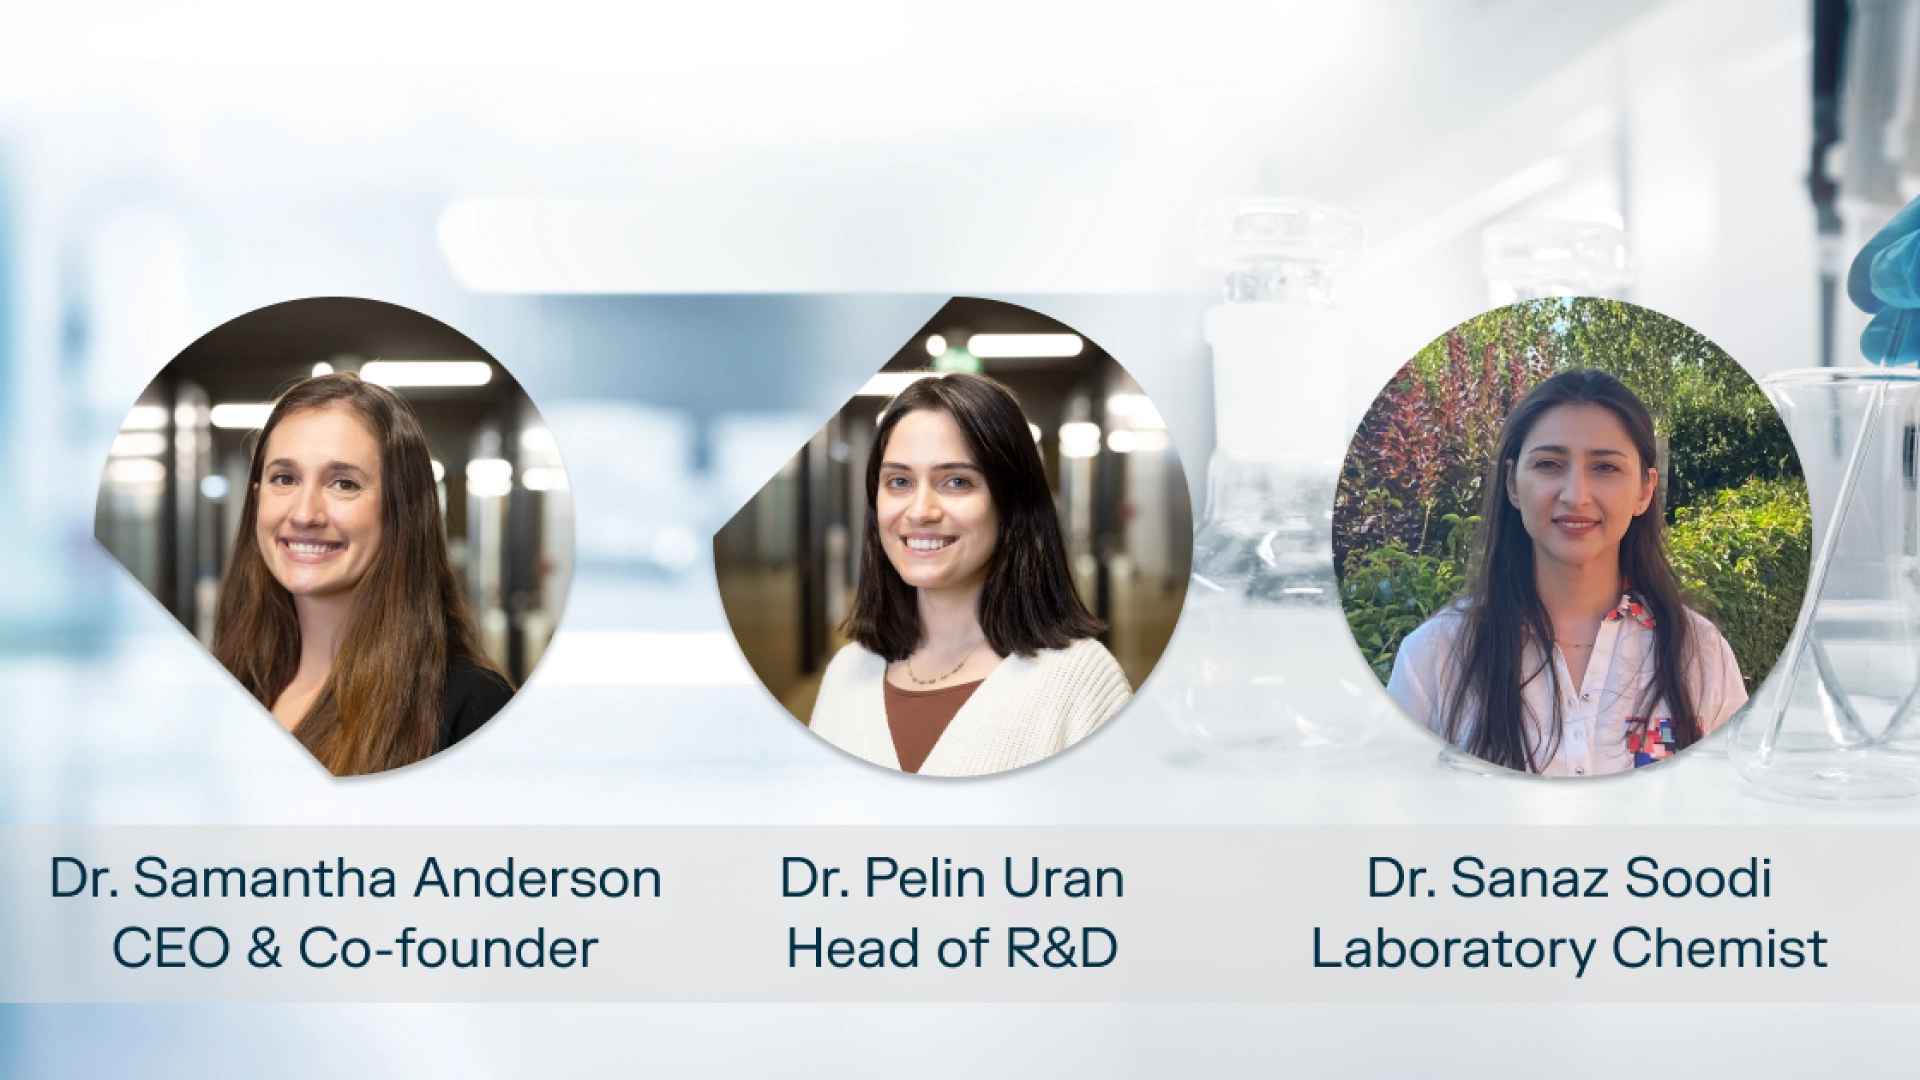 Dr. Samantha Anderson
CEO & Co-founder
Dr. Pelin Uran
Head of R&D
Dr. Sanaz Soodi
Laboratory Chemist